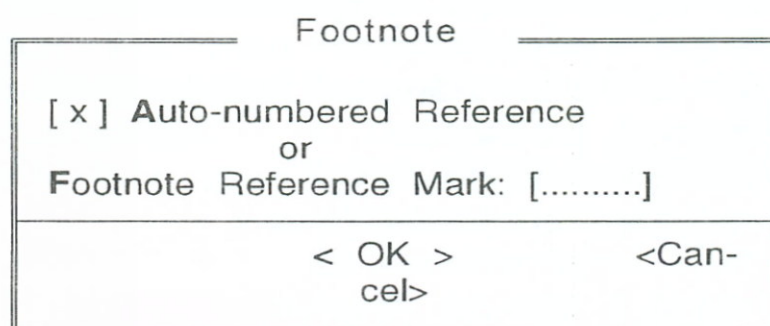 Footnote
[ x ] Auto-numbered Reference
or
Footnote Reference Mark: [..........]
< OK > <Can-
cel>